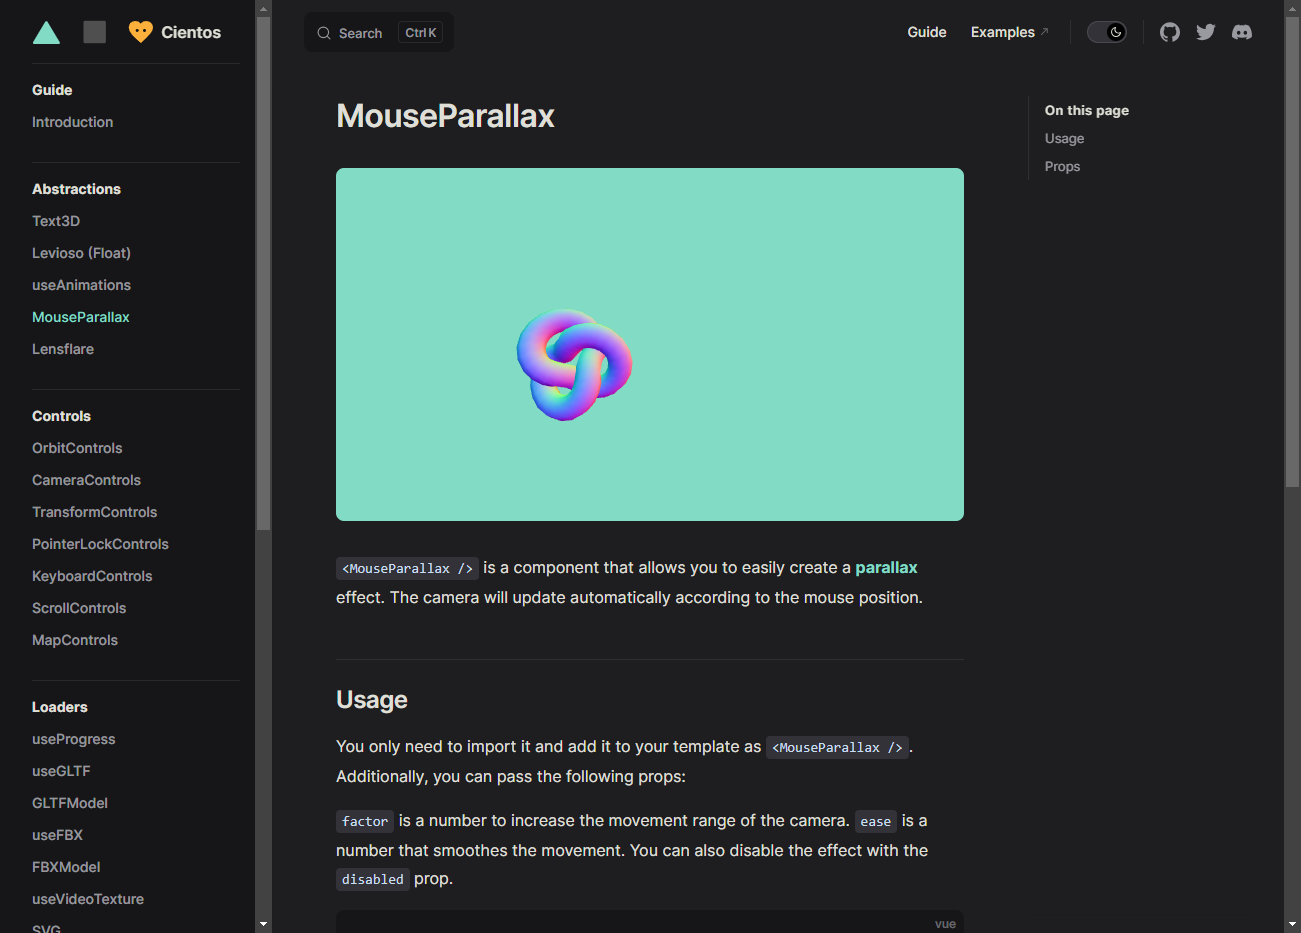 Cientos
Search Ctrl K
Guide
Examples
Guide
Introduction
Abstractions
Text3D
Levioso (Float)
useAnimations
MouseParallax
Lensflare
Controls
OrbitControls
CameraControls
TransformControls
PointerLockControls
KeyboardControls
ScrollControls
MapControls
Loaders
useProgress
useGLTF
GLTFModel
useFBX
FBXModel
useVideoTexture
SVG
MouseParallax
<MouseParallax /> is a component that allows you to easily create a parallax
effect. The camera will update automatically according to the mouse position.
Usage
You only need to import it and add it to your template as <MouseParallax />.
Additionally, you can pass the following props:
factor is a number to increase the movement range of the camera. ease is a
number that smoothes the movement. You can also disable the effect with the
disabled prop.
vue
On this page
Usage
Props